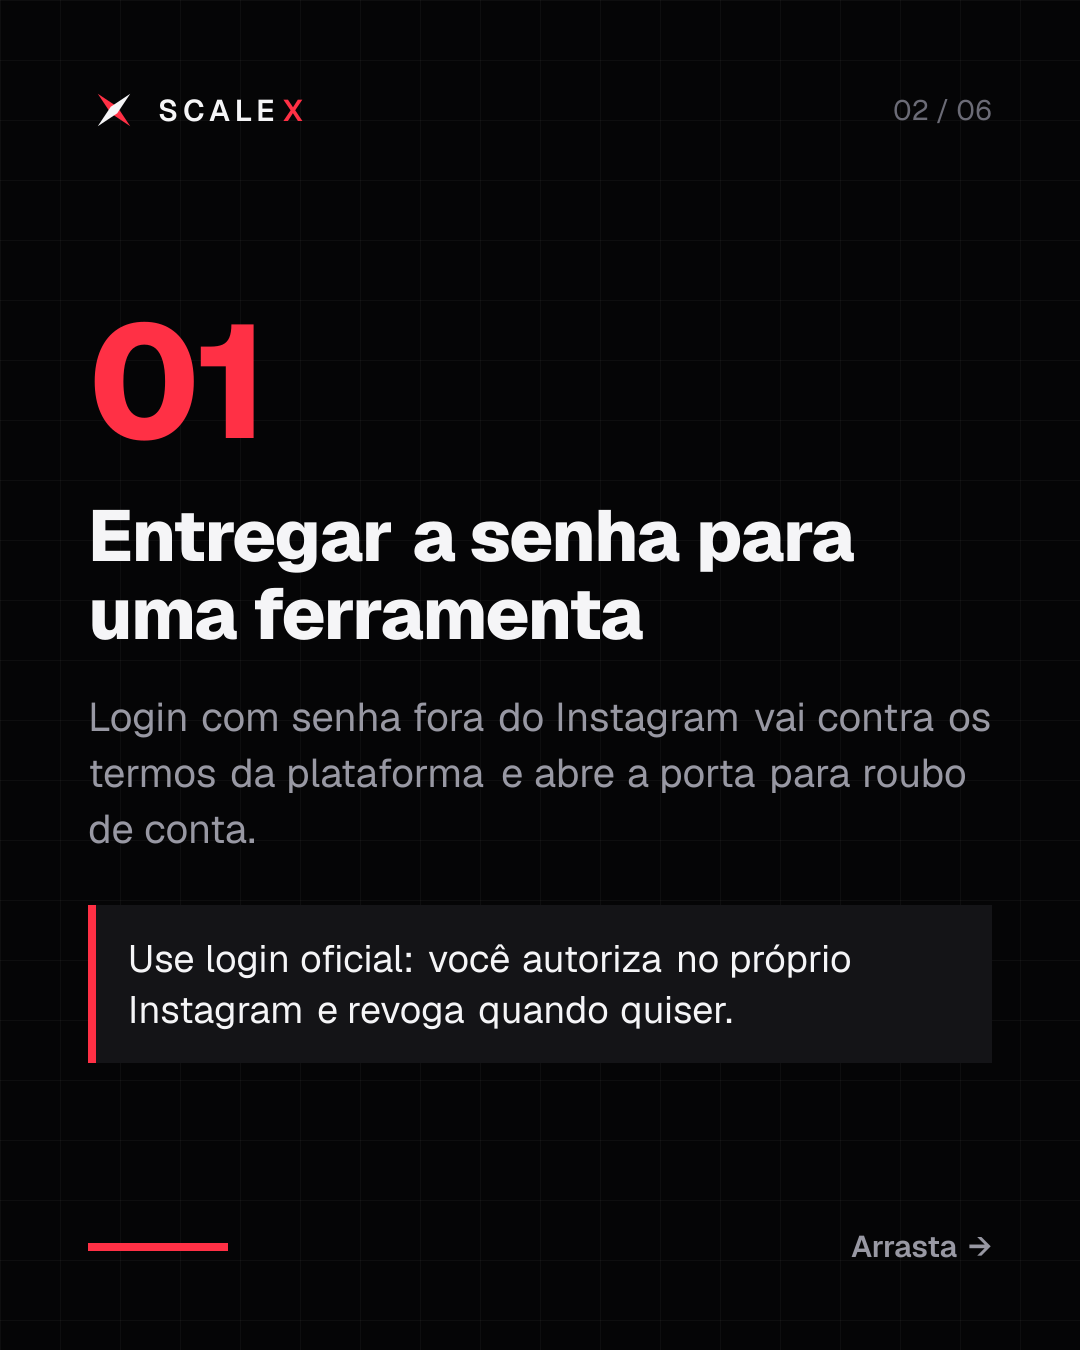 SCALEX
02 / 06
01
Entregar a senha para
uma ferramenta
Login com senha fora do Instagram vai contra os
termos da plataforma e abre a porta para roubo
de conta.
Use login oficial: você autoriza no próprio
Instagram e revoga quando quiser.
Arrasta →